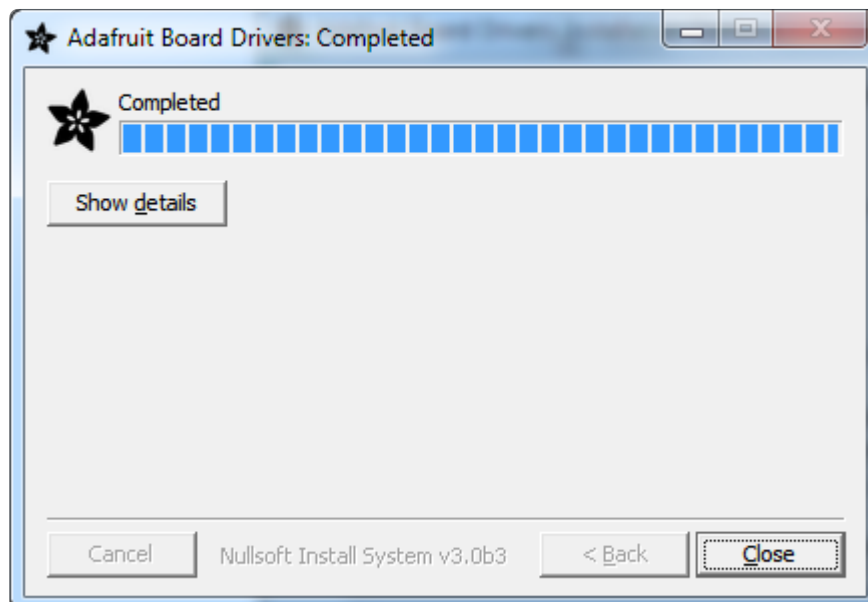 Adafruit Board Drivers: Completed
Completed
Show details
Cancel
Nullsoft Install System v3.0b3
< Back
Close